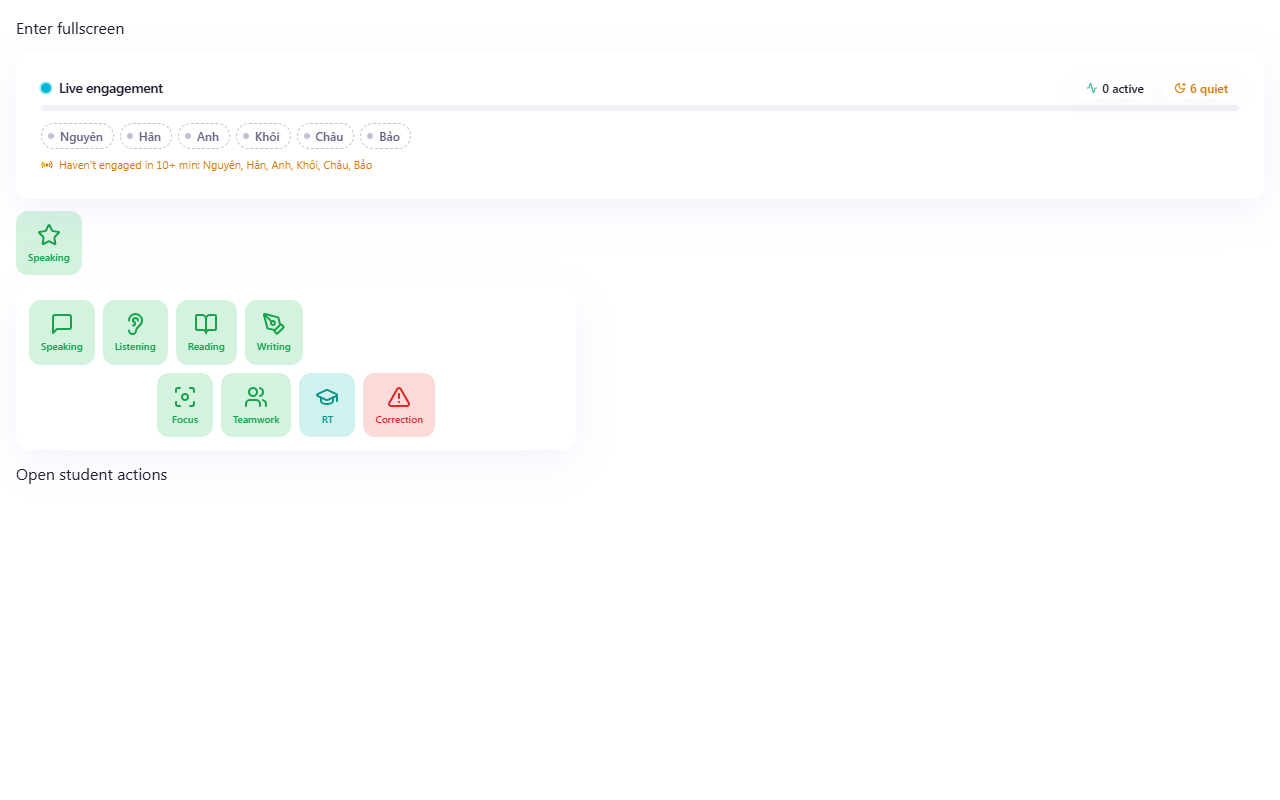 Enter fullscreen
Live engagement
0 active
6 quiet
Nguyên
Hân
Anh
Khôi
Châu
Bảo
Haven't engaged in 10+ min: Nguyên, Hân, Anh, Khôi, Châu, Bảo
Speaking
Speaking
Listening
Reading
Writing
Focus
Teamwork
RT
Correction
Open student actions